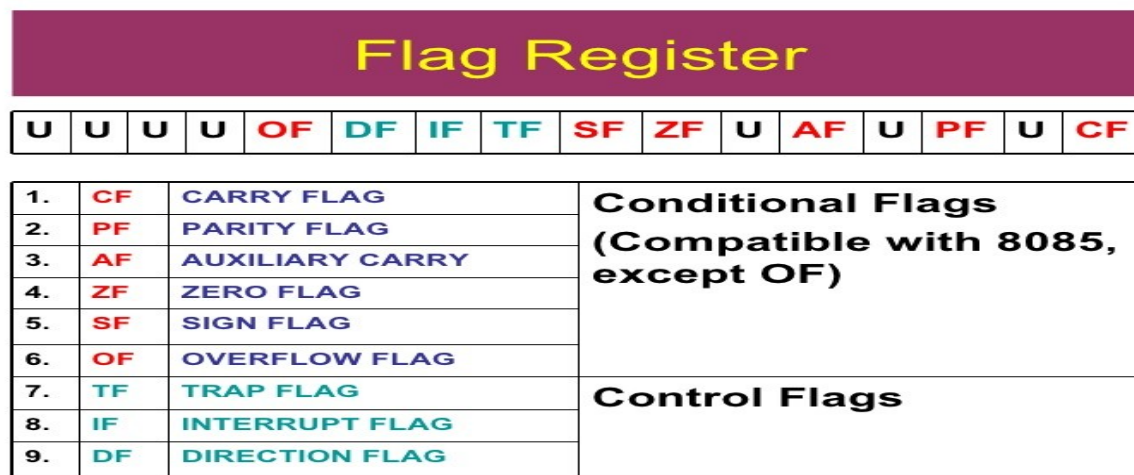 Flag Register
U U U U OF DF IF TF SF ZF U AF U PF U CF
1. CF CARRY FLAG
2. PF PARITY FLAG
3. AF AUXILIARY CARRY
4. ZF ZERO FLAG
5. SF SIGN FLAG
6. OF OVERFLOW FLAG
Conditional Flags
(Compatible with 8085,
except OF)
7. TF TRAP FLAG
8. IF INTERRUPT FLAG
9. DF DIRECTION FLAG
Control Flags